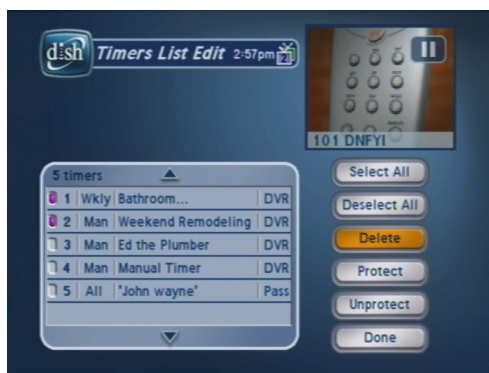 dish
Timers List Edit 2:57pm
101 DNFYI
5 timers
1 Wkly Bathroom... DVR
2 Man Weekend Remodeling DVR
3 Man Ed the Plumber DVR
4 Man Manual Timer DVR
5 All "John wayne" Pass
Select All
Deselect All
Delete
Protect
Unprotect
Done